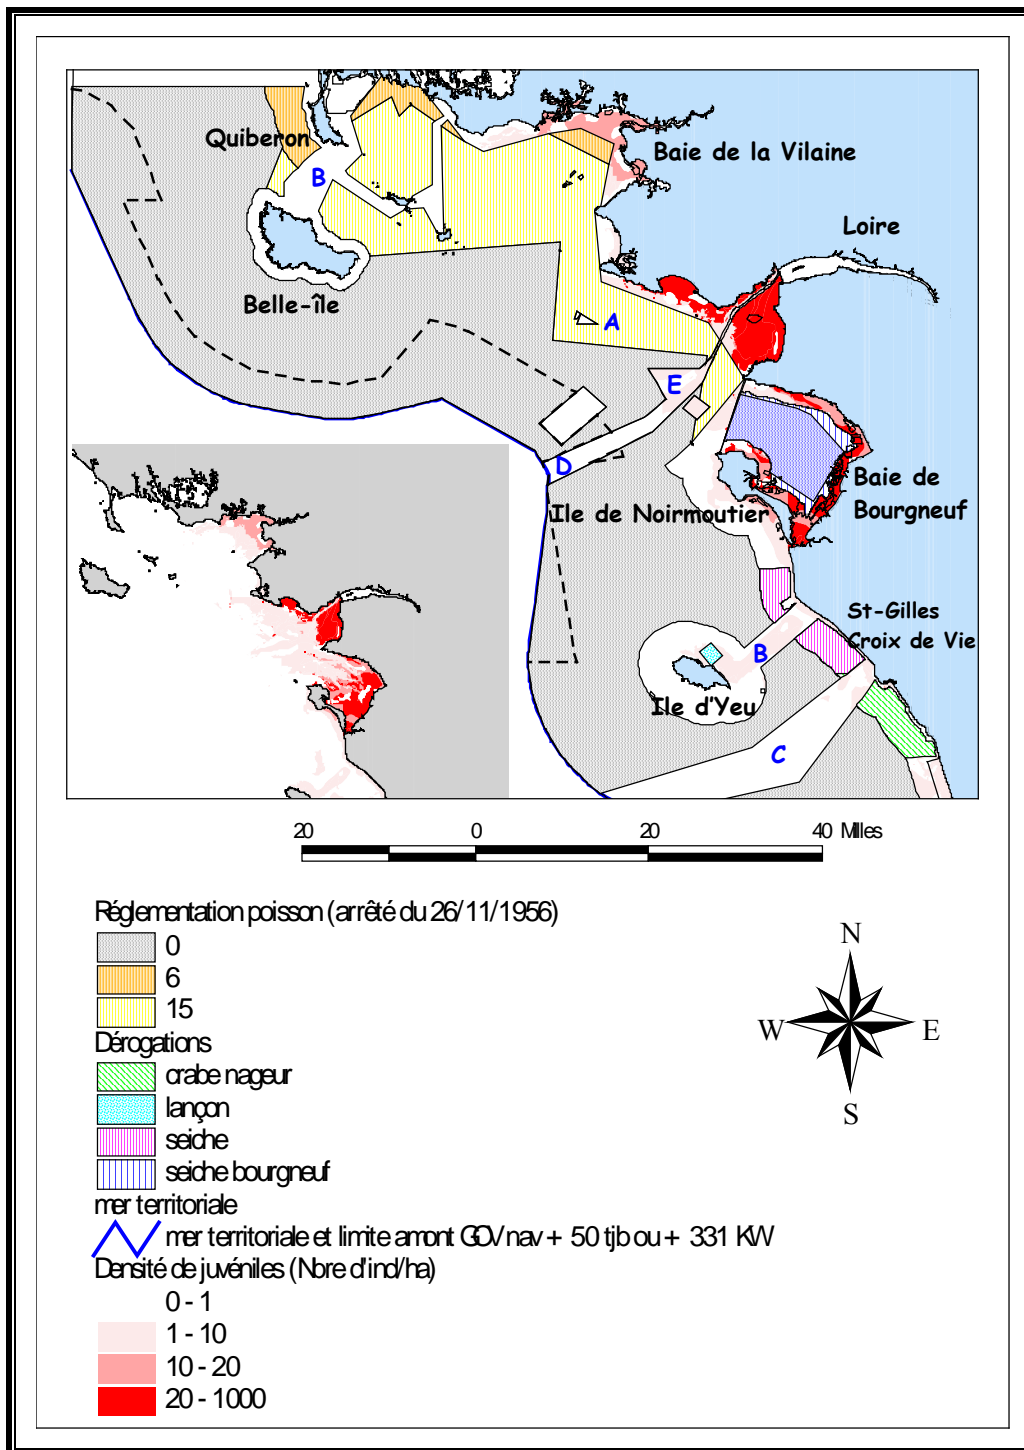 Quiberon
Baie de la Vilaine
B
Loire
Belle-île
A
E
D
Baie de
Bourgneuf
Ile de Noirmoutier
St-Gilles
Croix de Vie
B
Ile d'Yeu
C
20 0 20 40 Milles
Réglementation poisson (arrêté du 26/11/1956)
0
6
15
Dérogations
crabe nageur
lançon
seiche
seiche bourgneuf
mer territoriale
mer territoriale et limite amont GOV nav + 50 tjb ou + 331 KW
Densité de juvéniles (Nbre d'ind/ha)
0 - 1
1 - 10
10 - 20
20 - 1000
N
W E
S